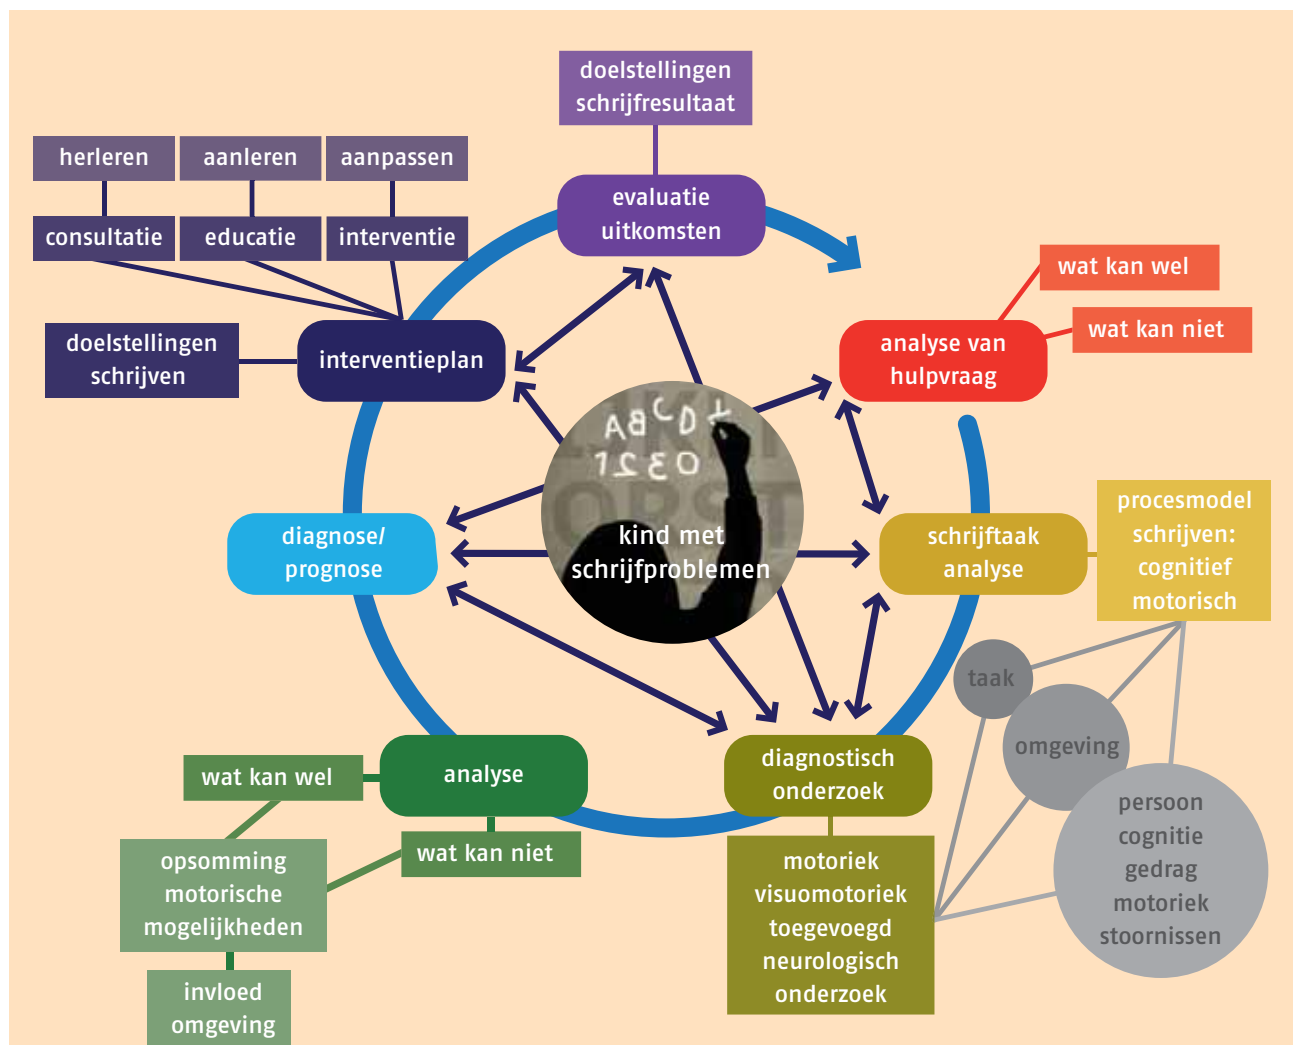 doelstellingen
schrijfresultaat
herleren
aanleren
aanpassen
consultatie
educatie
interventie
evaluatie
uitkomsten
wat kan wel
wat kan niet
analyse van
hulpvraag
doelstellingen
schrijven
interventieplan
diagnose/
prognose
kind met
schrijfproblemen
schrijftaak
analyse
procesmodel
schrijven:
cognitief
motorisch
taak
omgeving
persoon
cognitie
gedrag
motoriek
stoornissen
diagnostisch
onderzoek
motoriek
visuomotoriek
toegevoegd
neurologisch
onderzoek
analyse
wat kan wel
wat kan niet
opsomming
motorische
mogelijkheden
invloed
omgeving